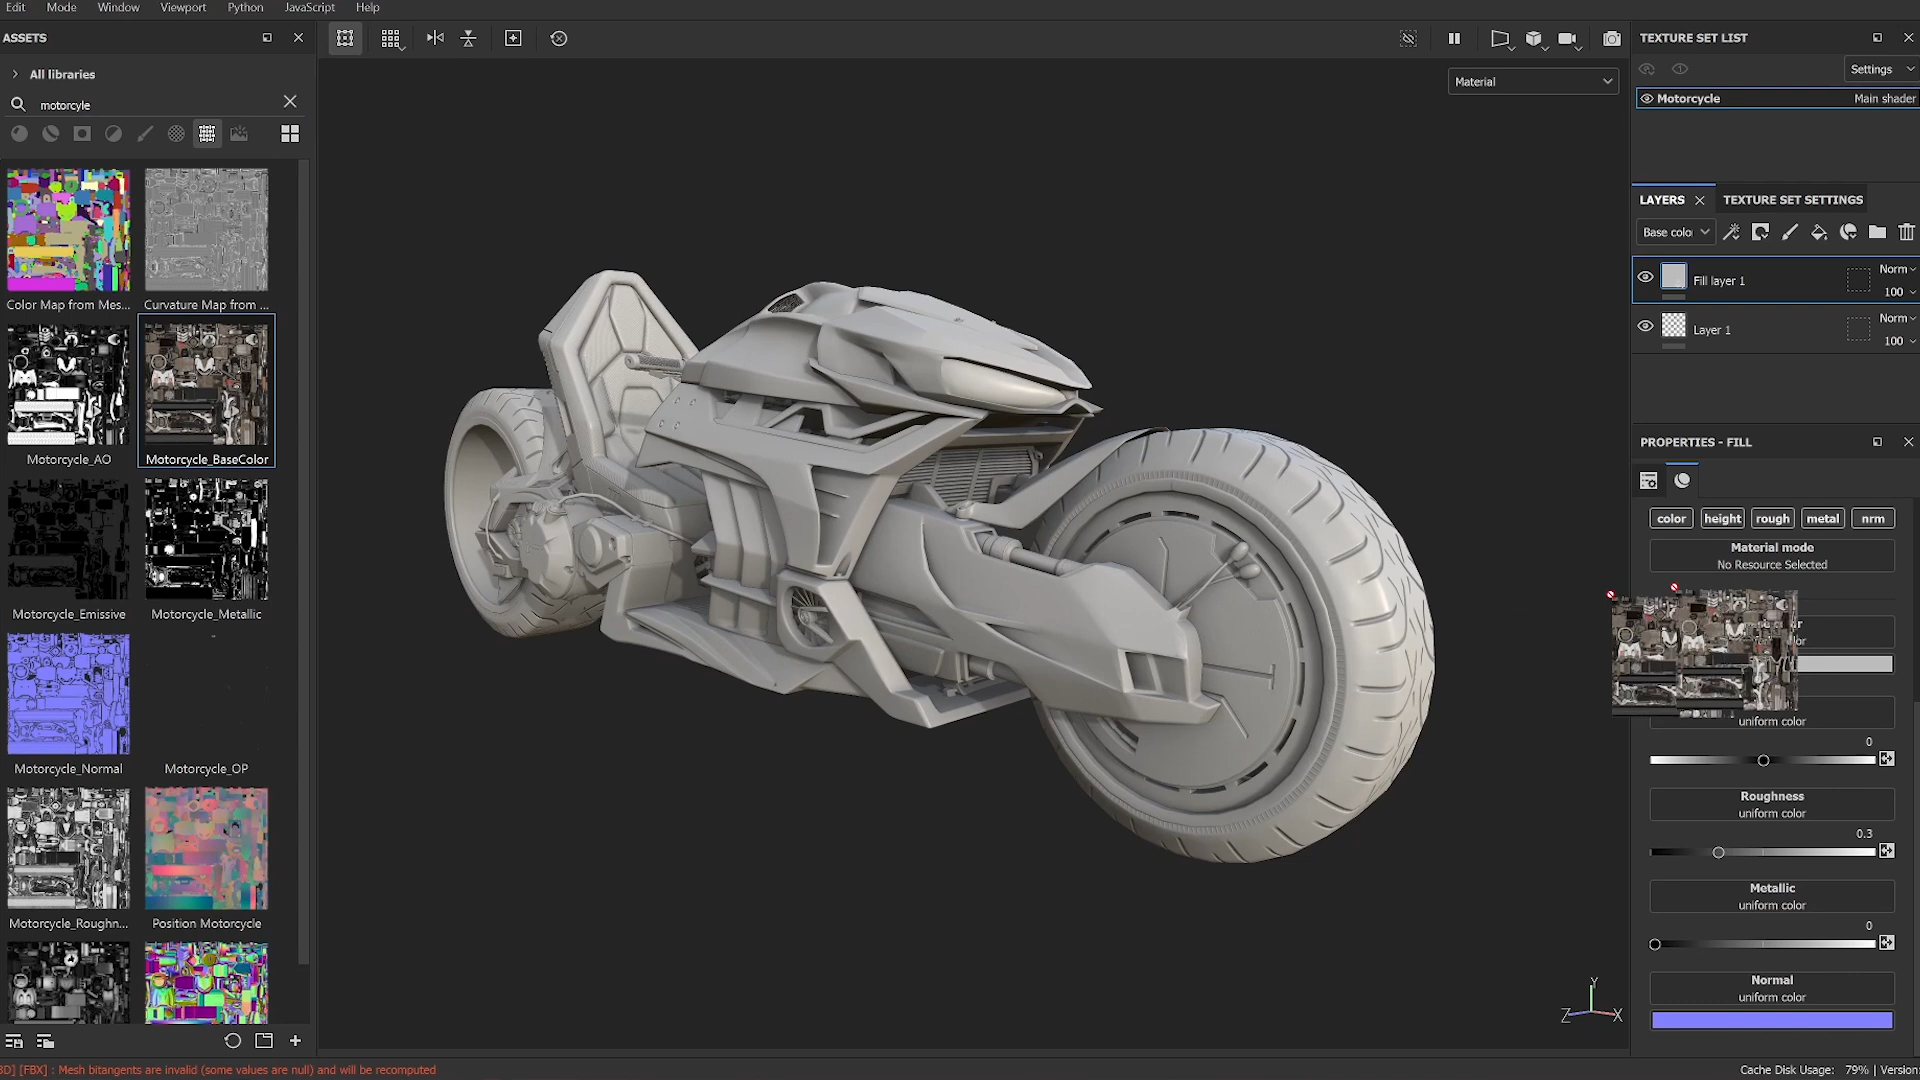 Edit Mode Window Viewport Python JavaScript Help
ASSETS
All libraries
motorcyle
Color Map from Mes...
Curvature Map from ...
Motorcycle_AO
Motorcycle_BaseColor
Motorcycle_Emissive
Motorcycle_Metallic
Motorcycle_Normal
Motorcycle_OP
Motorcycle_Roughn...
Position Motorcycle
Material
Y
Z
X
TEXTURE SET LIST
Settings
Motorcycle Main shader
LAYERS TEXTURE SET SETTINGS
Base colo
Fill layer 1
Norm
100
Layer 1
Norm
100
PROPERTIES - FILL
color height rough metal nrm
Material mode
No Resource Selected
uniform color
0
Roughness
uniform color
0.3
Metallic
uniform color
0
Normal
uniform color
3D] [FBX] : Mesh bitangents are invalid (some values are null) and will be recomputed
Cache Disk Usage: 79% | Version: